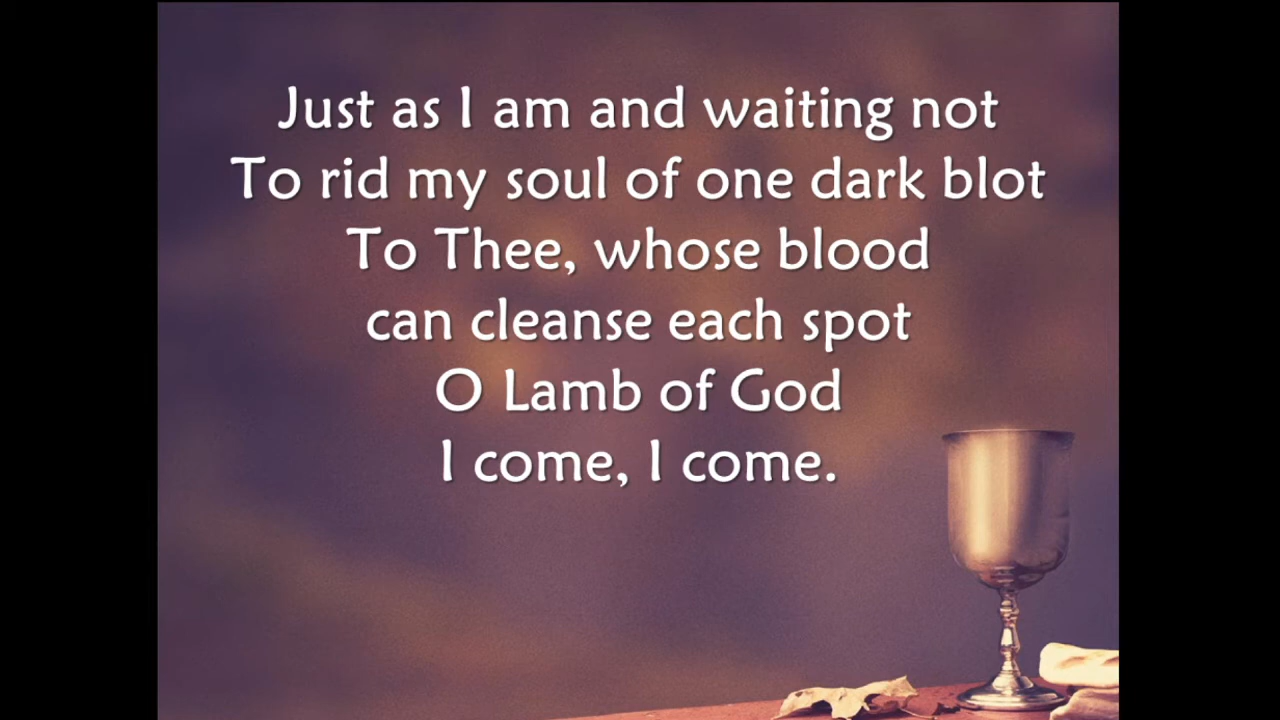 Just as I am and waiting not
To rid my soul of one dark blot
To Thee, whose blood
can cleanse each spot
O Lamb of God
I come, I come.